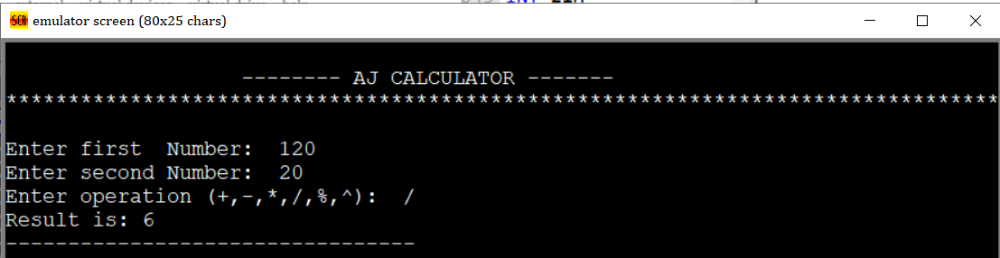 emulator screen (80x25 chars)
-------- AJ CALCULATOR -------
********************************************************************************
Enter first  Number:  120
Enter second Number:  20
Enter operation (+,-,*,/,%,^):  /
Result is: 6
---------------------------------